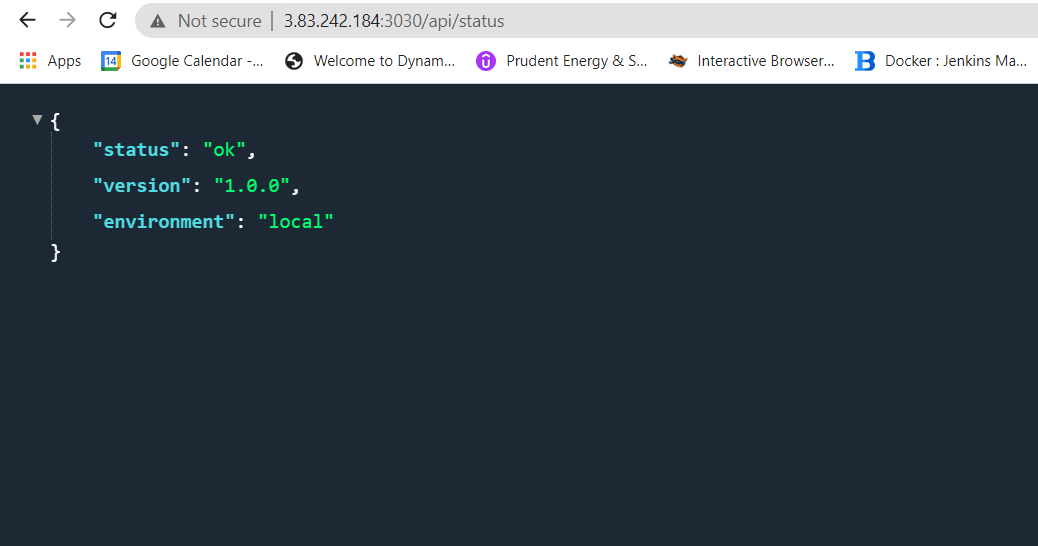 Not secure | 3.83.242.184:3030/api/status
Apps Google Calendar -... Welcome to Dynam... Prudent Energy & S... Interactive Browser... Docker : Jenkins Ma...
14
{
"status": "ok",
"version": "1.0.0",
"environment": "local"
}